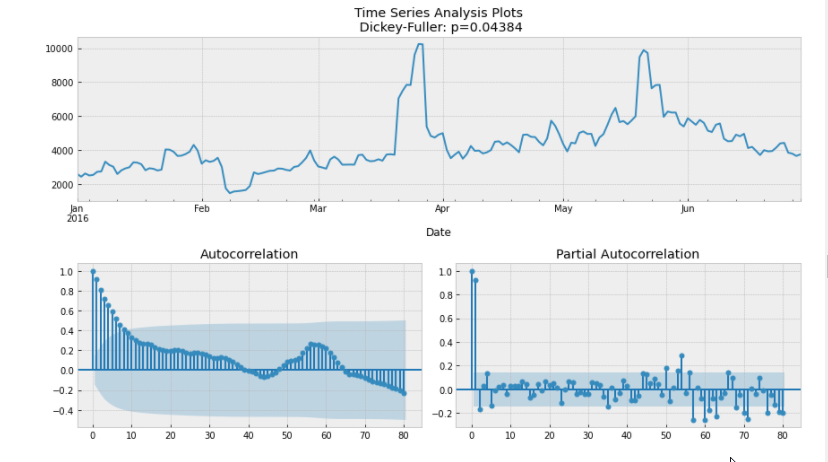 Time Series Analysis Plots
Dickey-Fuller: p=0.04384
10000
8000
6000
4000
2000
Jan Feb Mar Apr May Jun
2016
Date
Autocorrelation
1.0
0.8
0.6
0.4
0.2
0.0
−0.2
−0.4
0 10 20 30 40 50 60 70 80
Partial Autocorrelation
1.0
0.8
0.6
0.4
0.2
0.0
−0.2
0 10 20 30 40 50 60 70 80